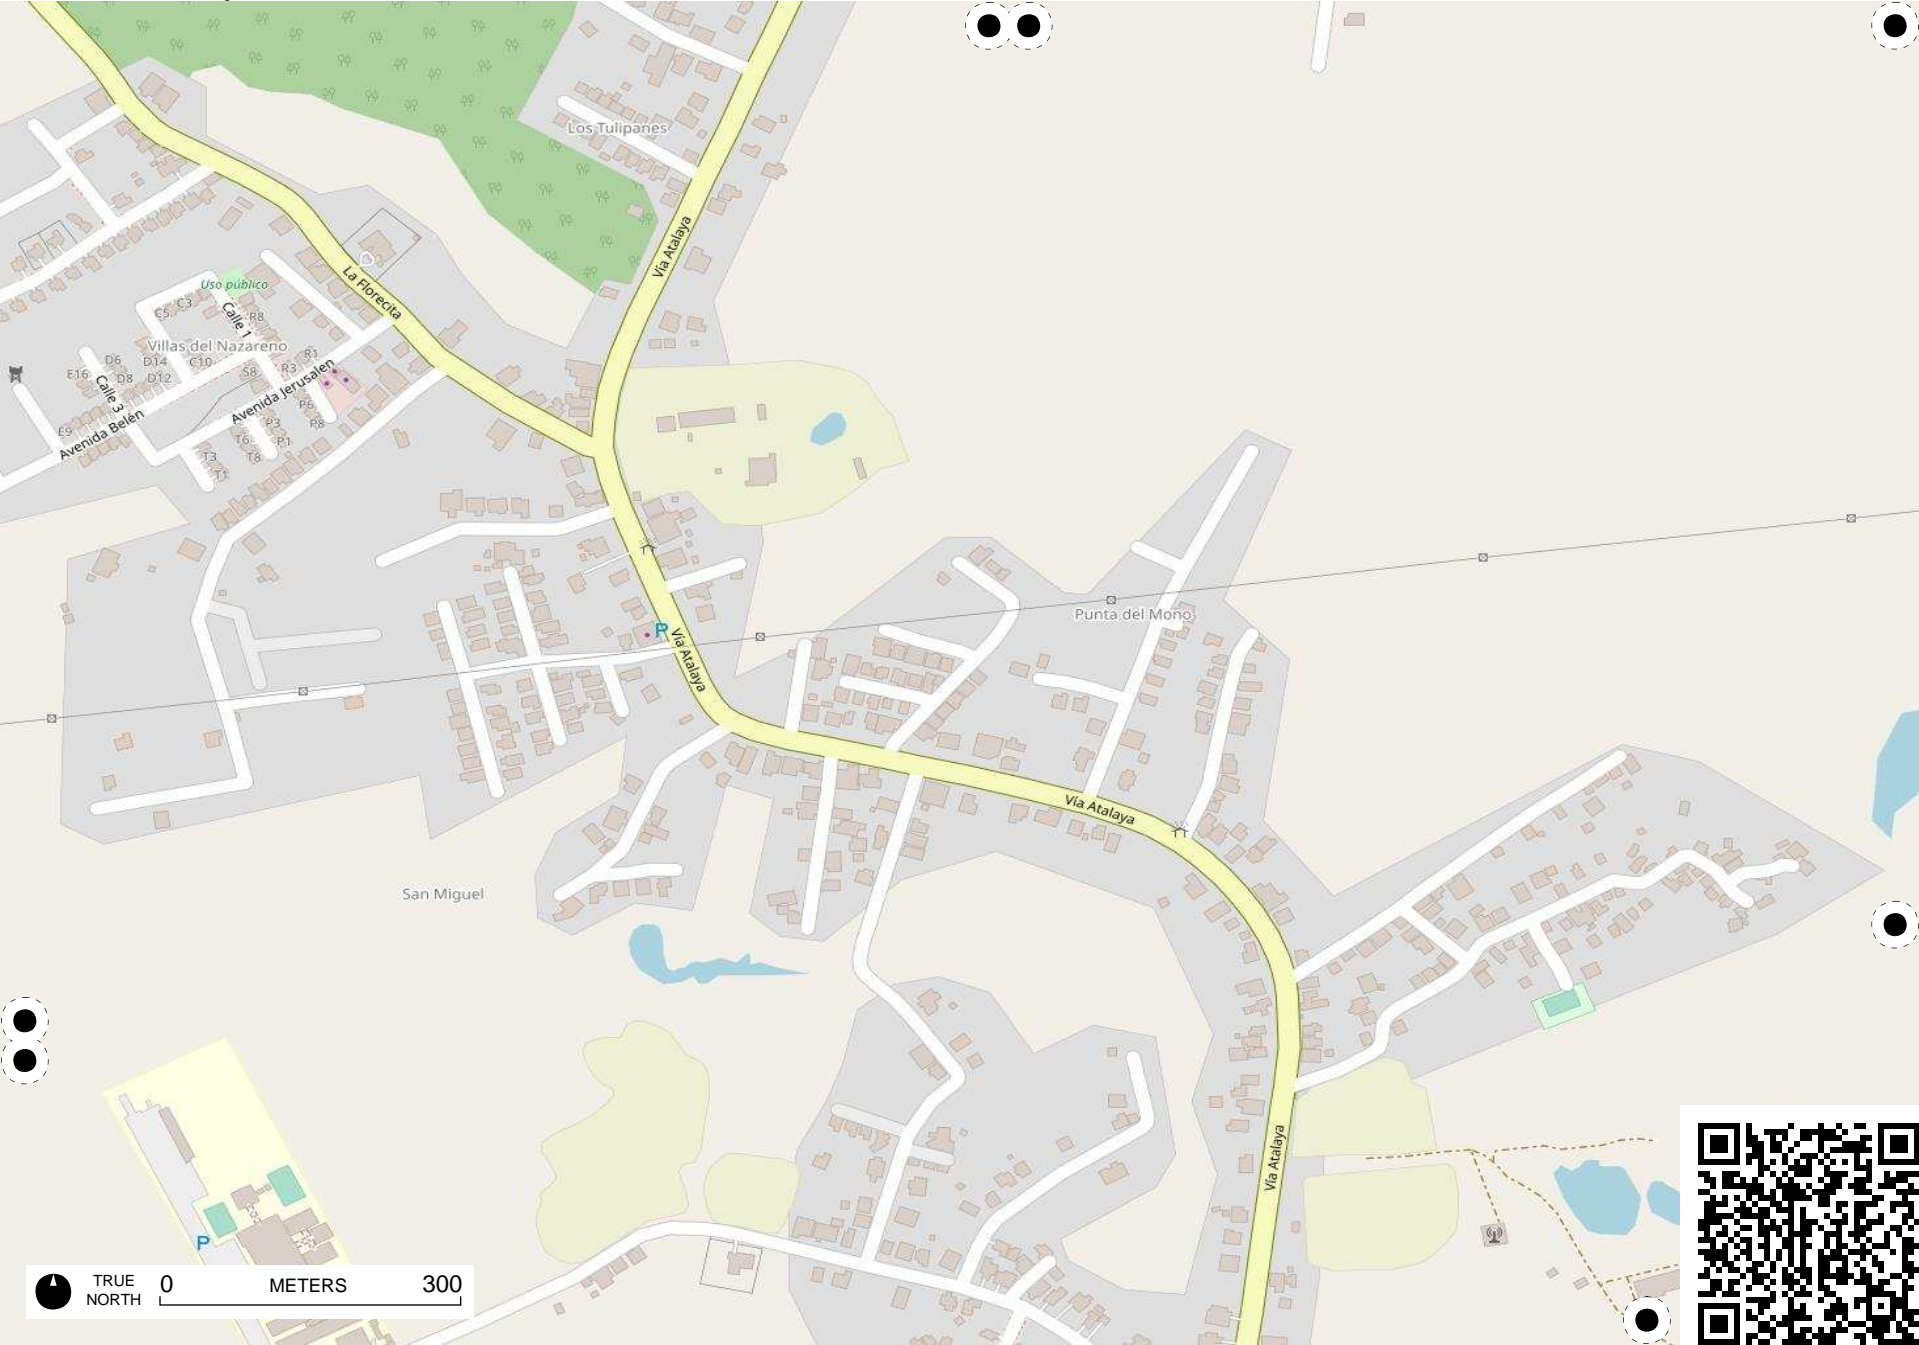 Los Tulipanes
Vía Atalaya
La Florecita
Uso público
C3
C5
Calle 1
R8
Villas del Nazareno
R1
D6
D14
C10
E16
D8
D12
S8
R3
Calle 3
Avenida Jerusalen
P6
Avenida Belén
P3
P8
E9
T6
P1
T3
T8
T1
Punta del Mono
P
Vía Atalaya
Vía Atalaya
San Miguel
Vía Atalaya
P
TRUE
NORTH
0
METERS
300